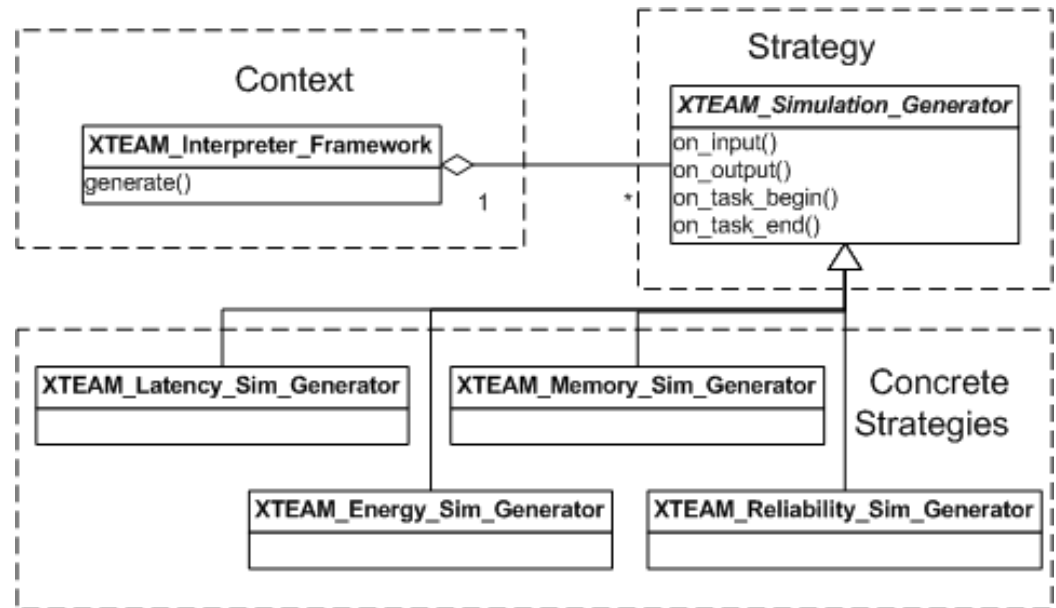 Context
XTEAM_Interpreter_Framework
generate()
1
*
Strategy
XTEAM_Simulation_Generator
on_input()
on_output()
on_task_begin()
on_task_end()
XTEAM_Latency_Sim_Generator
XTEAM_Memory_Sim_Generator
Concrete
Strategies
XTEAM_Energy_Sim_Generator
XTEAM_Reliability_Sim_Generator